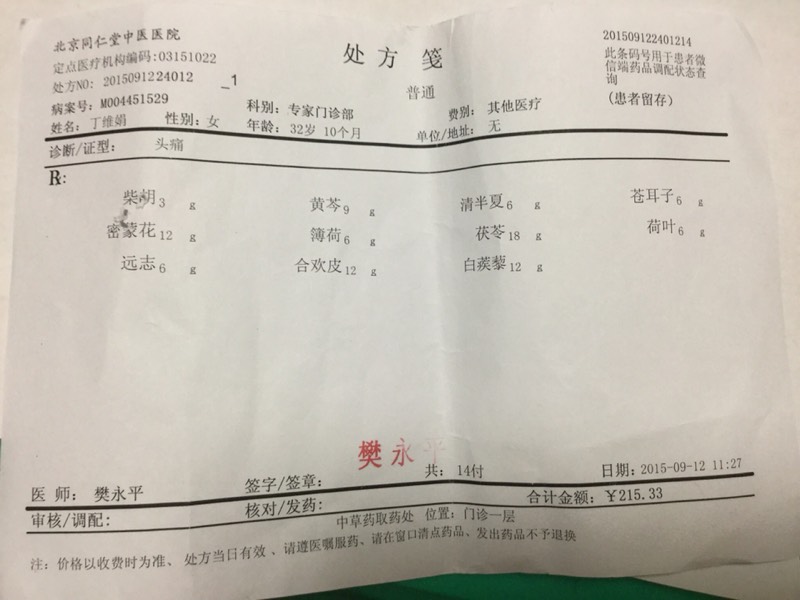 北京同仁堂中医医院
定点医疗机构编码:03151022
处方NO: 201509122­4012 _1
处方笺
普通
201509122401214
此条码号用于患者微
信端药品调配状态查
询
(患者留存)
病案号: M004451529 科别: 专家门诊部 费别: 其他医疗
姓名: 丁维娟 性别: 女 年龄: 32岁 10个月 单位/地址: 无
诊断/证型: 头痛
R:
柴胡3 g 黄芩9 g 清半夏6 g 苍耳子6 g
密蒙花12 g 薄荷6 g 茯苓18 g 荷叶6 g
远志6 g 合欢皮12 g 白蒺藜12 g
樊永平
医师: 樊永平 签字/签章: 共: 14付 日期: 2015-09-12 11:27
审核/调配: 核对/发药: 合计金额: ¥215.33
中草药取药处 位置: 门诊一层
注: 价格以收费时为准、处方当日有效、请遵医嘱服药、请在窗口清点药品、发出药品不予退换